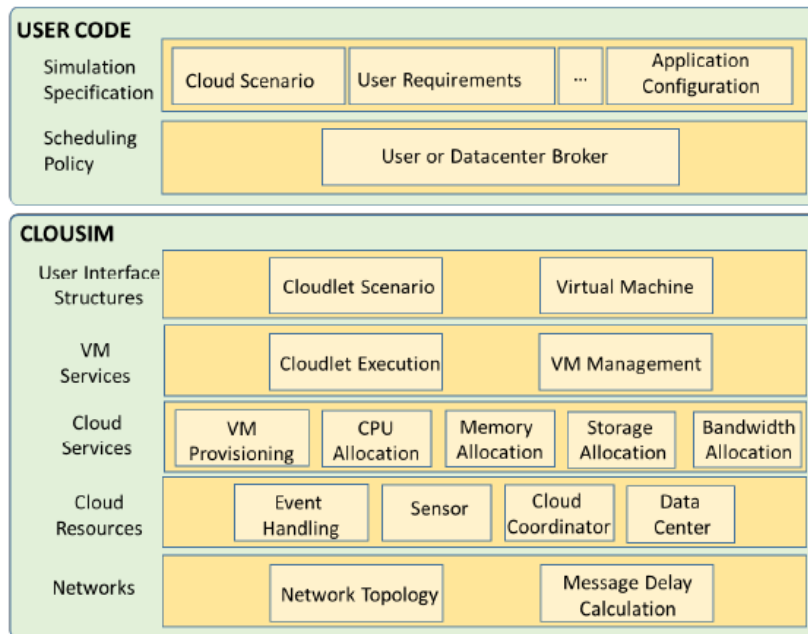 USER CODE
Simulation
Specification
Cloud Scenario
User Requirements
...
Application
Configuration
Scheduling
Policy
User or Datacenter Broker
CLOUSIM
User Interface
Structures
Cloudlet Scenario
Virtual Machine
VM
Services
Cloudlet Execution
VM Management
Cloud
Services
VM
Provisioning
CPU
Allocation
Memory
Allocation
Storage
Allocation
Bandwidth
Allocation
Cloud
Resources
Event
Handling
Sensor
Cloud
Coordinator
Data
Center
Networks
Network Topology
Message Delay
Calculation